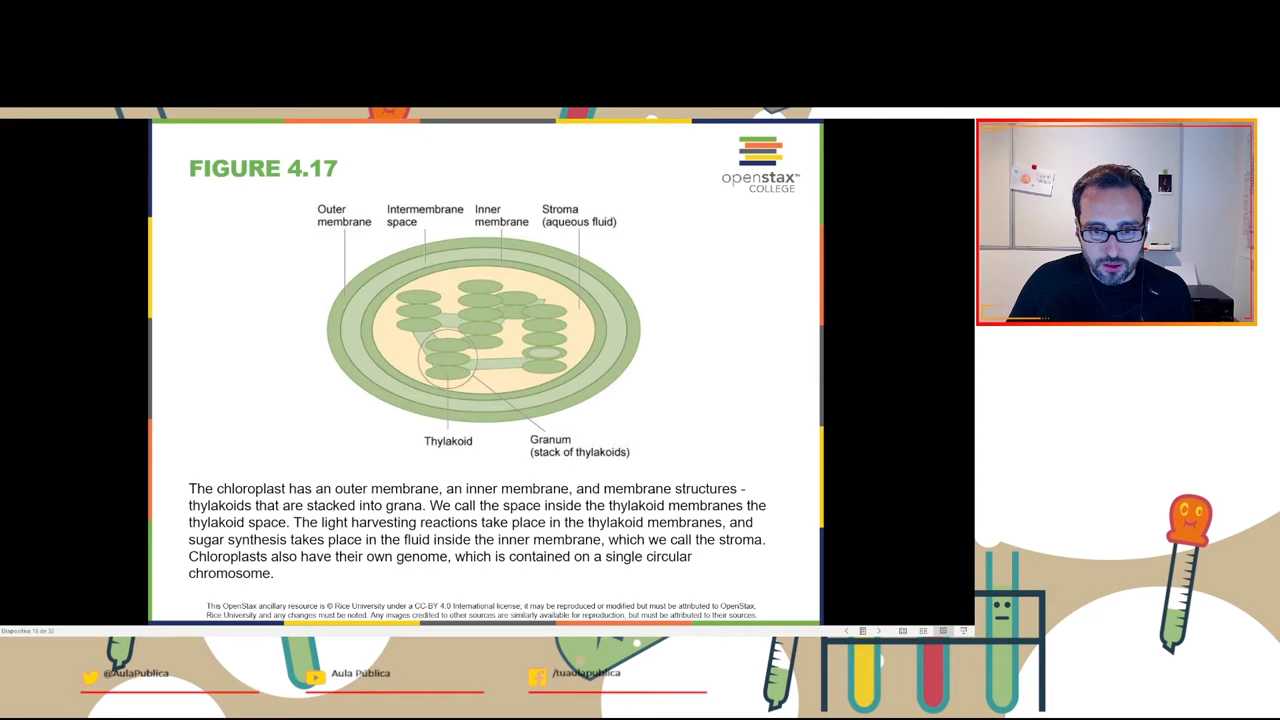 FIGURE 4.17
openstax™
COLLEGE
Outer
membrane
Intermembrane
space
Inner
membrane
Stroma
(aqueous fluid)
Thylakoid
Granum
(stack of thylakoids)
The chloroplast has an outer membrane, an inner membrane, and membrane structures -
thylakoids that are stacked into grana. We call the space inside the thylakoid membranes the
thylakoid space. The light harvesting reactions take place in the thylakoid membranes, and
sugar synthesis takes place in the fluid inside the inner membrane, which we call the stroma.
Chloroplasts also have their own genome, which is contained on a single circular
chromosome.
This OpenStax ancillary resource is © Rice University under a CC-BY 4.0 International license; it may be reproduced or modified but must be attributed to OpenStax,
Rice University and any changes must be noted. Any images credited to other sources are similarly available for reproduction, but must be attributed to their sources.
Diapositiva 18 de 32
@AulaPublica
Aula Pública
/tuaulapublica